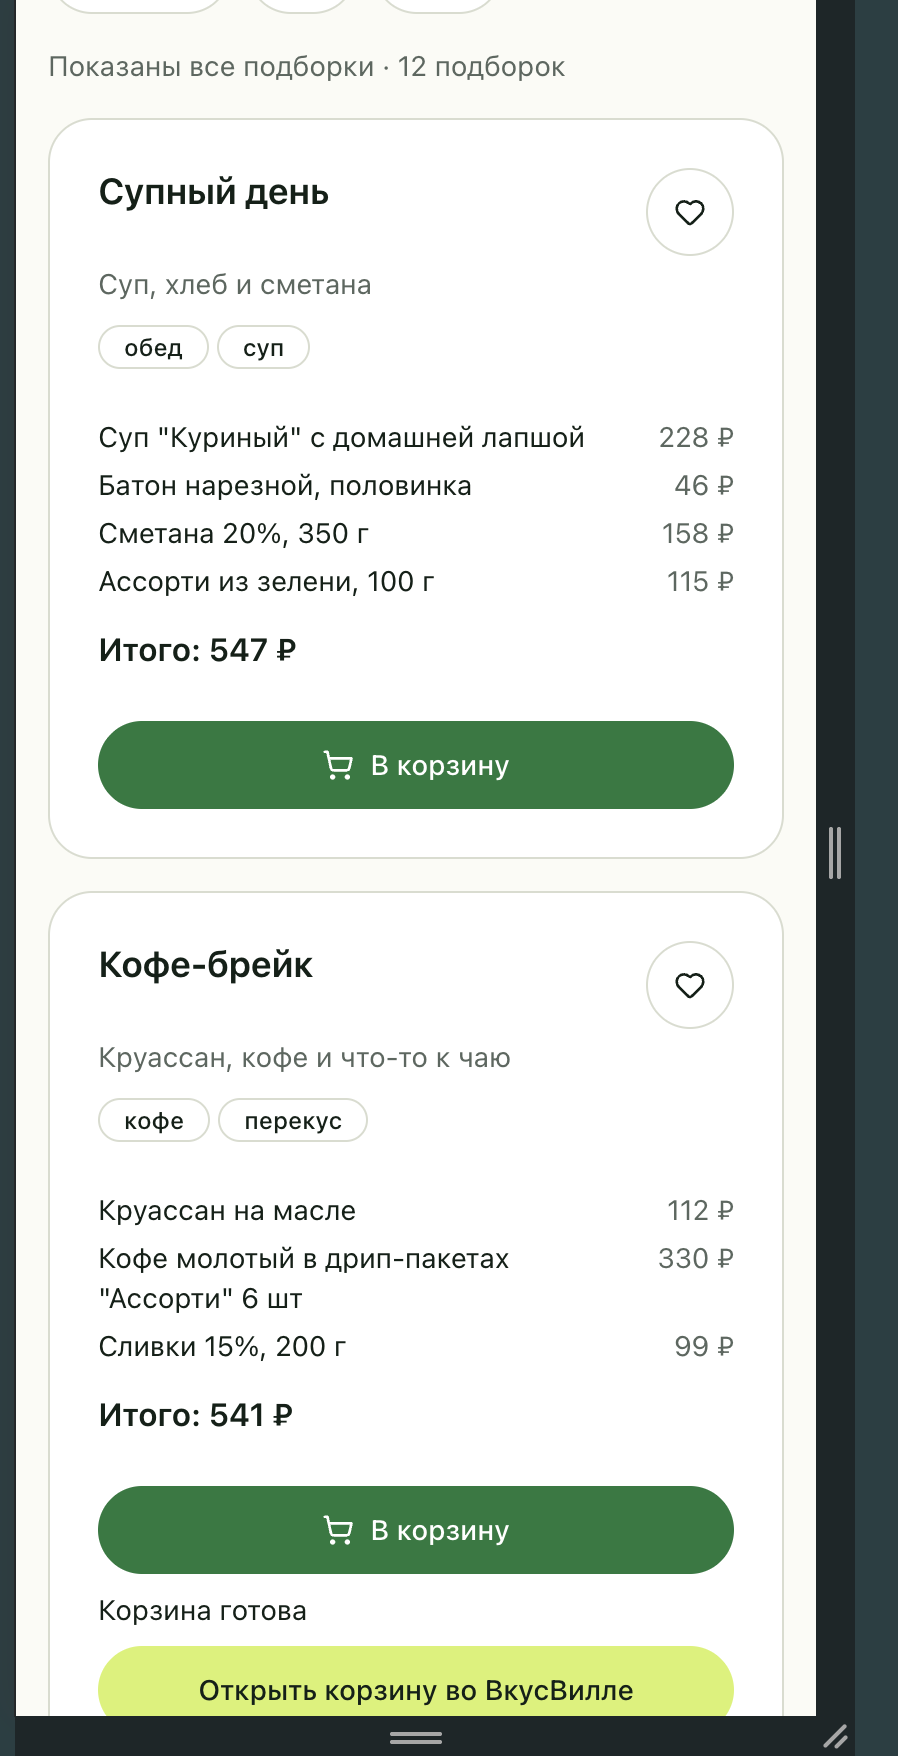 Показаны все подборки · 12 подборок
Супный день
Суп, хлеб и сметана
обед суп
Суп "Куриный" с домашней лапшой 228 ₽
Батон нарезной, половинка 46 ₽
Сметана 20%, 350 г 158 ₽
Ассорти из зелени, 100 г 115 ₽
Итого: 547 ₽
В корзину
Кофе-брейк
Круассан, кофе и что-то к чаю
кофе перекус
Круассан на масле 112 ₽
Кофе молотый в дрип-пакетах 330 ₽
"Ассорти" 6 шт
Сливки 15%, 200 г 99 ₽
Итого: 541 ₽
В корзину
Корзина готова
Открыть корзину во ВкусВилле